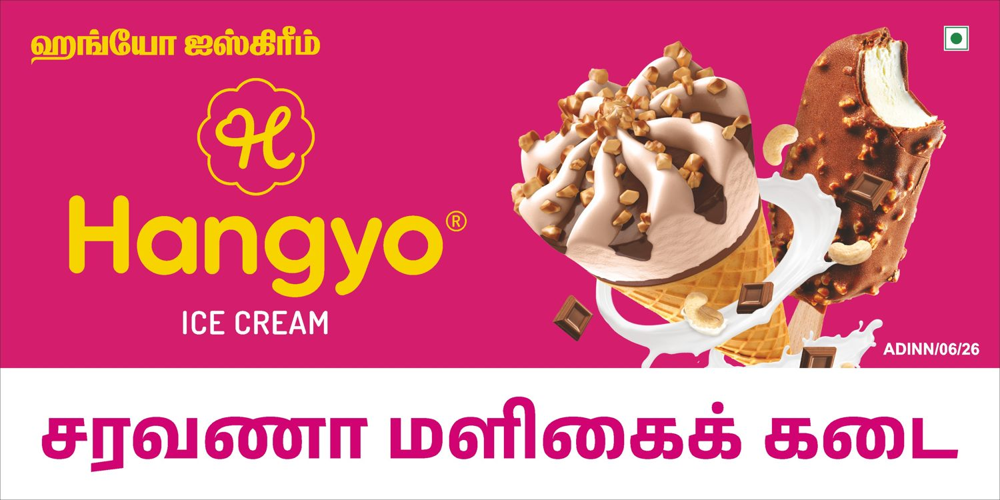 ஹங்யோ ஐஸ்கிரீம்
H
Hangyo®
ICE CREAM
ADINN/06/26
சரவணா மளிகைக் கடை